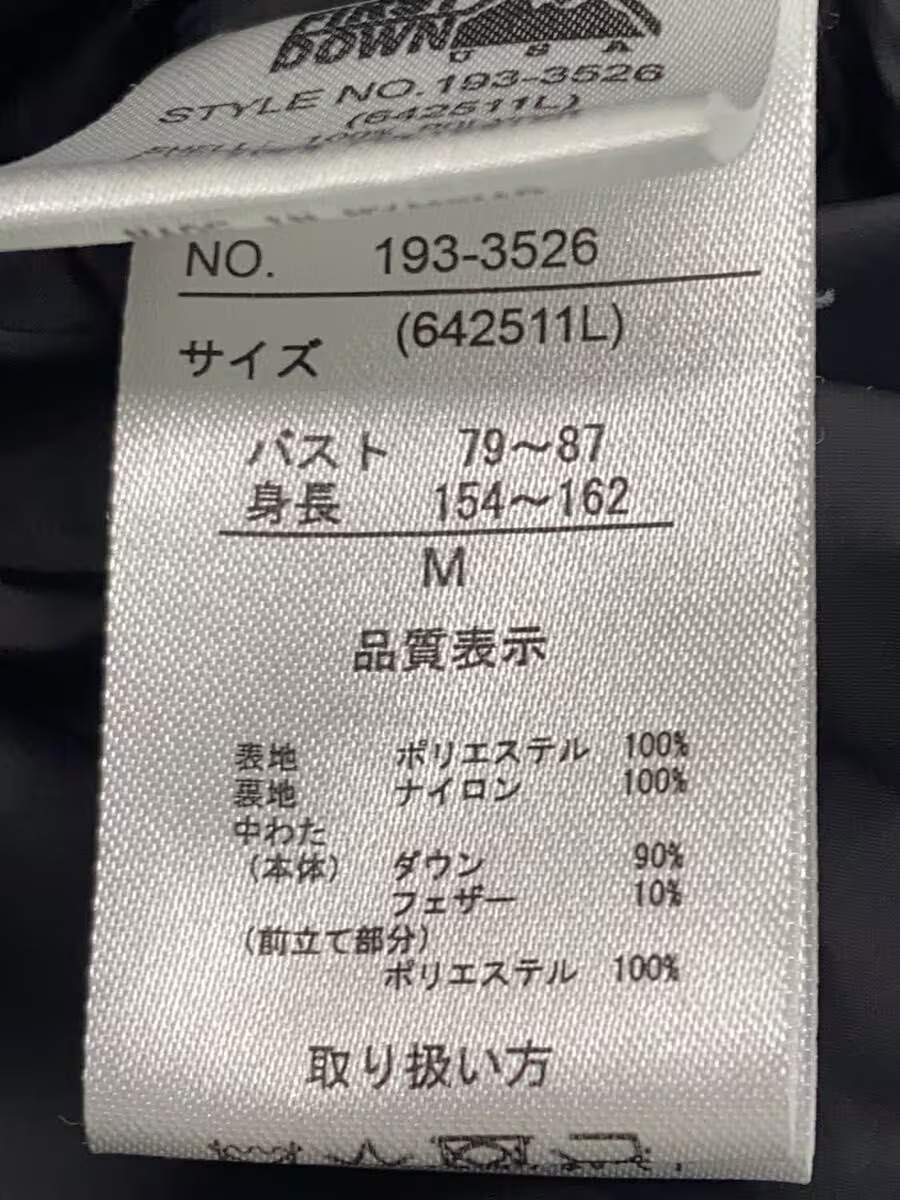 FIRST
DOWN
USA
STYLE NO.193-3526
(642511L)
NO. 193-3526
サイズ (642511L)
バスト 79～87
身長 154～162
M
品質表示
表地 ポリエステル 100%
裏地 ナイロン 100%
中わた
(本体) ダウン 90%
フェザー 10%
(前立て部分)
ポリエステル 100%
取り扱い方